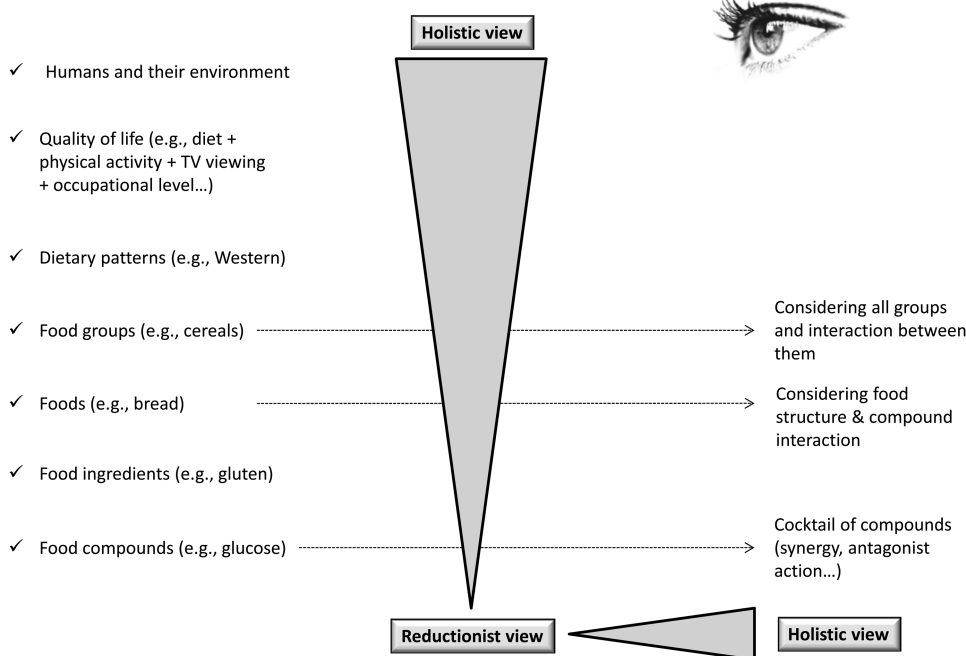 Holistic view
✓ Humans and their environment
✓ Quality of life (e.g., diet +
physical activity + TV viewing
+ occupational level…)
✓ Dietary patterns (e.g., Western)
✓ Food groups (e.g., cereals)
Considering all groups
and interaction between
them
✓ Foods (e.g., bread)
Considering food
structure & compound
interaction
✓ Food ingredients (e.g., gluten)
✓ Food compounds (e.g., glucose)
Cocktail of compounds
(synergy, antagonist
action…)
Reductionist view
Holistic view